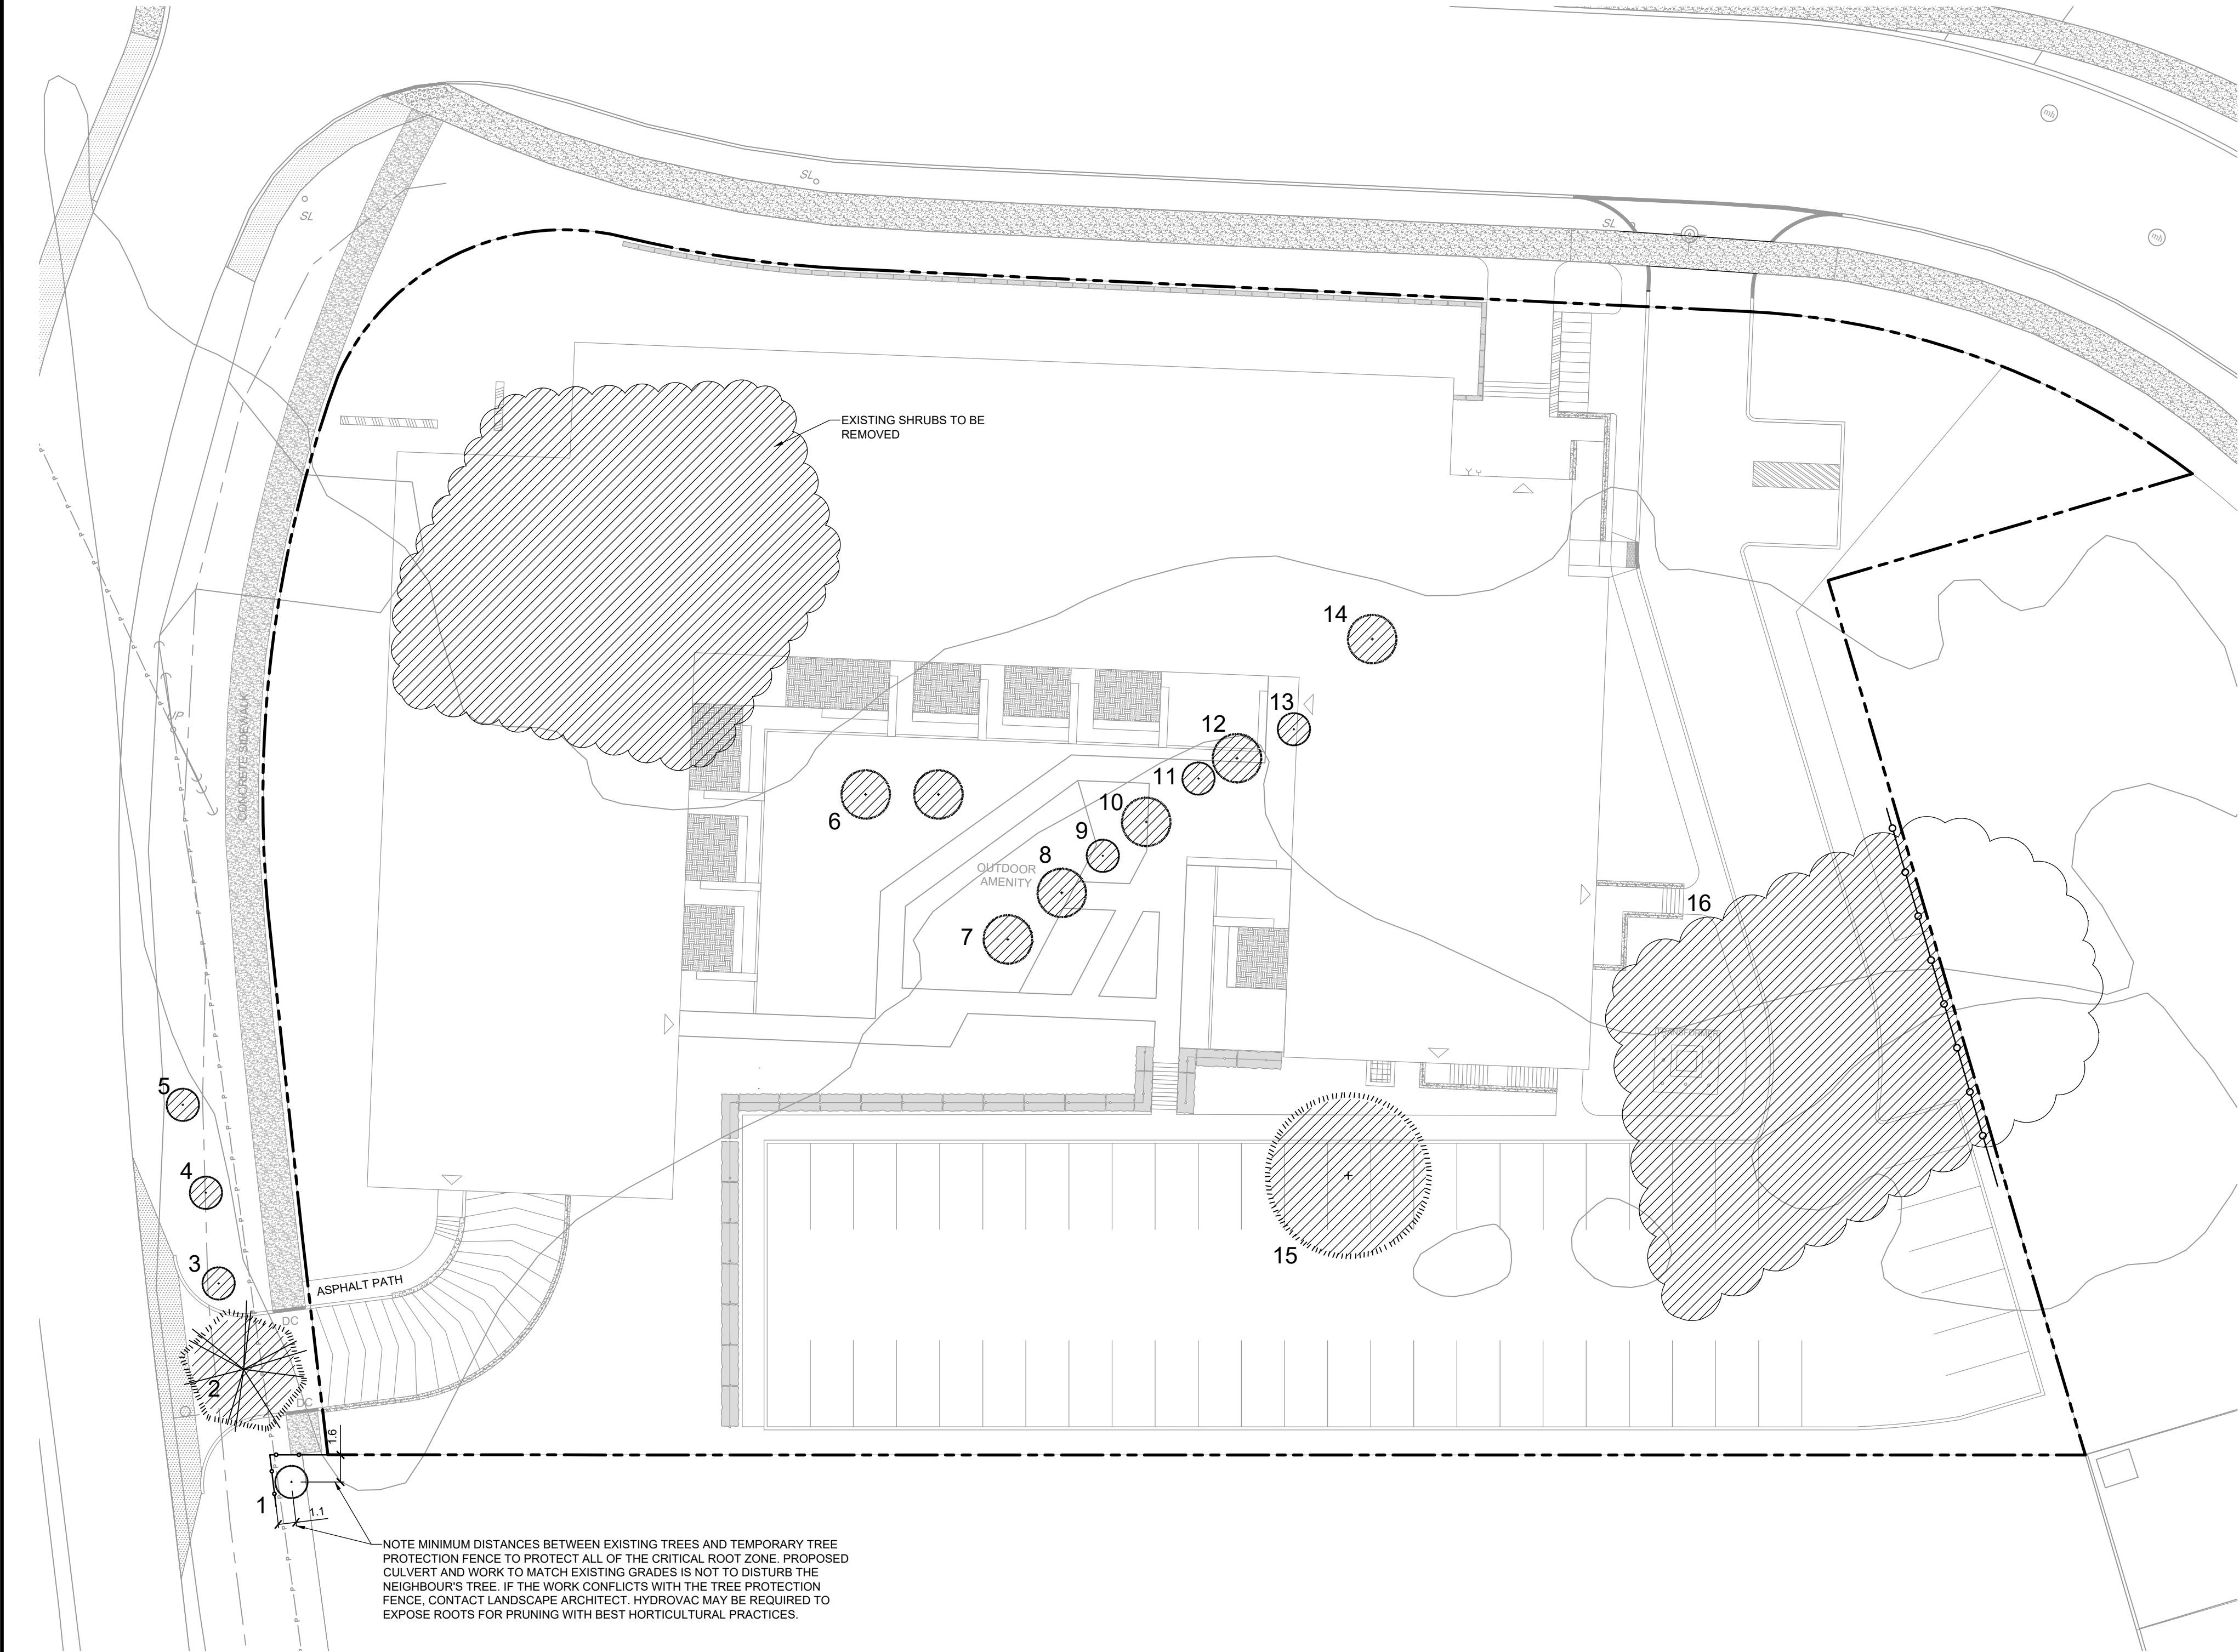 mh
SL
SL
SL
mh
EXISTING SHRUBS TO BE
REMOVED
14
13
12
UP
CONCRETE SIDEWALK
11
10
6
9
8
OUTDOOR
AMENITY
16
7
TRANSFORMER
5
4
15
3
ASPHALT PATH
DC
2
DC
1.6
1
1.1
NOTE MINIMUM DISTANCES BETWEEN EXISTING TREES AND TEMPORARY TREE
PROTECTION FENCE TO PROTECT ALL OF THE CRITICAL ROOT ZONE. PROPOSED
CULVERT AND WORK TO MATCH EXISTING GRADES IS NOT TO DISTURB THE
NEIGHBOUR'S TREE. IF THE WORK CONFLICTS WITH THE TREE PROTECTION
FENCE, CONTACT LANDSCAPE ARCHITECT. HYDROVAC MAY BE REQUIRED TO
EXPOSE ROOTS FOR PRUNING WITH BEST HORTICULTURAL PRACTICES.